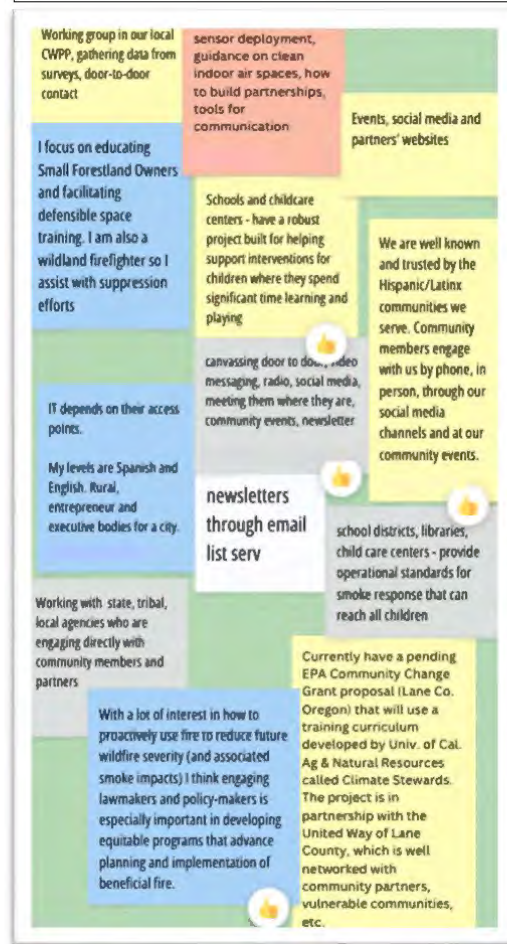 Working group in our local
CWPP, gathering data from
surveys, door-to-door
contact
sensor deployment,
guidance on clean
indoor air spaces, how
to build partnerships,
tools for
communication
Events, social media and
partners' websites
I focus on educating
Small Forestland Owners
and facilitating
defensible space
training. I am also a
wildland firefighter so I
assist with suppression
efforts
Schools and childcare
centers - have a robust
project built for helping
support interventions for
children where they spend
significant time learning and
playing
We are well known
and trusted by the
Hispanic/Latinx
communities we
serve. Community
members engage
with us by phone, in
person, through our
social media
channels and at our
community events.
canvassing door to door, video
messaging, radio, social media,
meeting them where they are,
community events, newsletter
IT depends on their access
points.
My levels are Spanish and
English. Rural,
entrepreneur and
executive bodies for a city.
newsletters
through email
list serv
school districts, libraries,
child care centers - provide
operational standards for
smoke response that can
reach all children
Working with state, tribal,
local agencies who are
engaging directly with
community members and
partners
Currently have a pending
EPA Community Change
Grant proposal (Lane Co.
Oregon) that will use a
training curriculum
developed by Univ. of Cal.
Ag & Natural Resources
called Climate Stewards.
The project is in
partnership with the
United Way of Lane
County, which is well
networked with
community partners,
vulnerable communities,
etc.
With a lot of interest in how to
proactively use fire to reduce future
wildfire severity (and associated
smoke impacts) I think engaging
lawmakers and policy-makers is
especially important in developing
equitable programs that advance
planning and implementation of
beneficial fire.